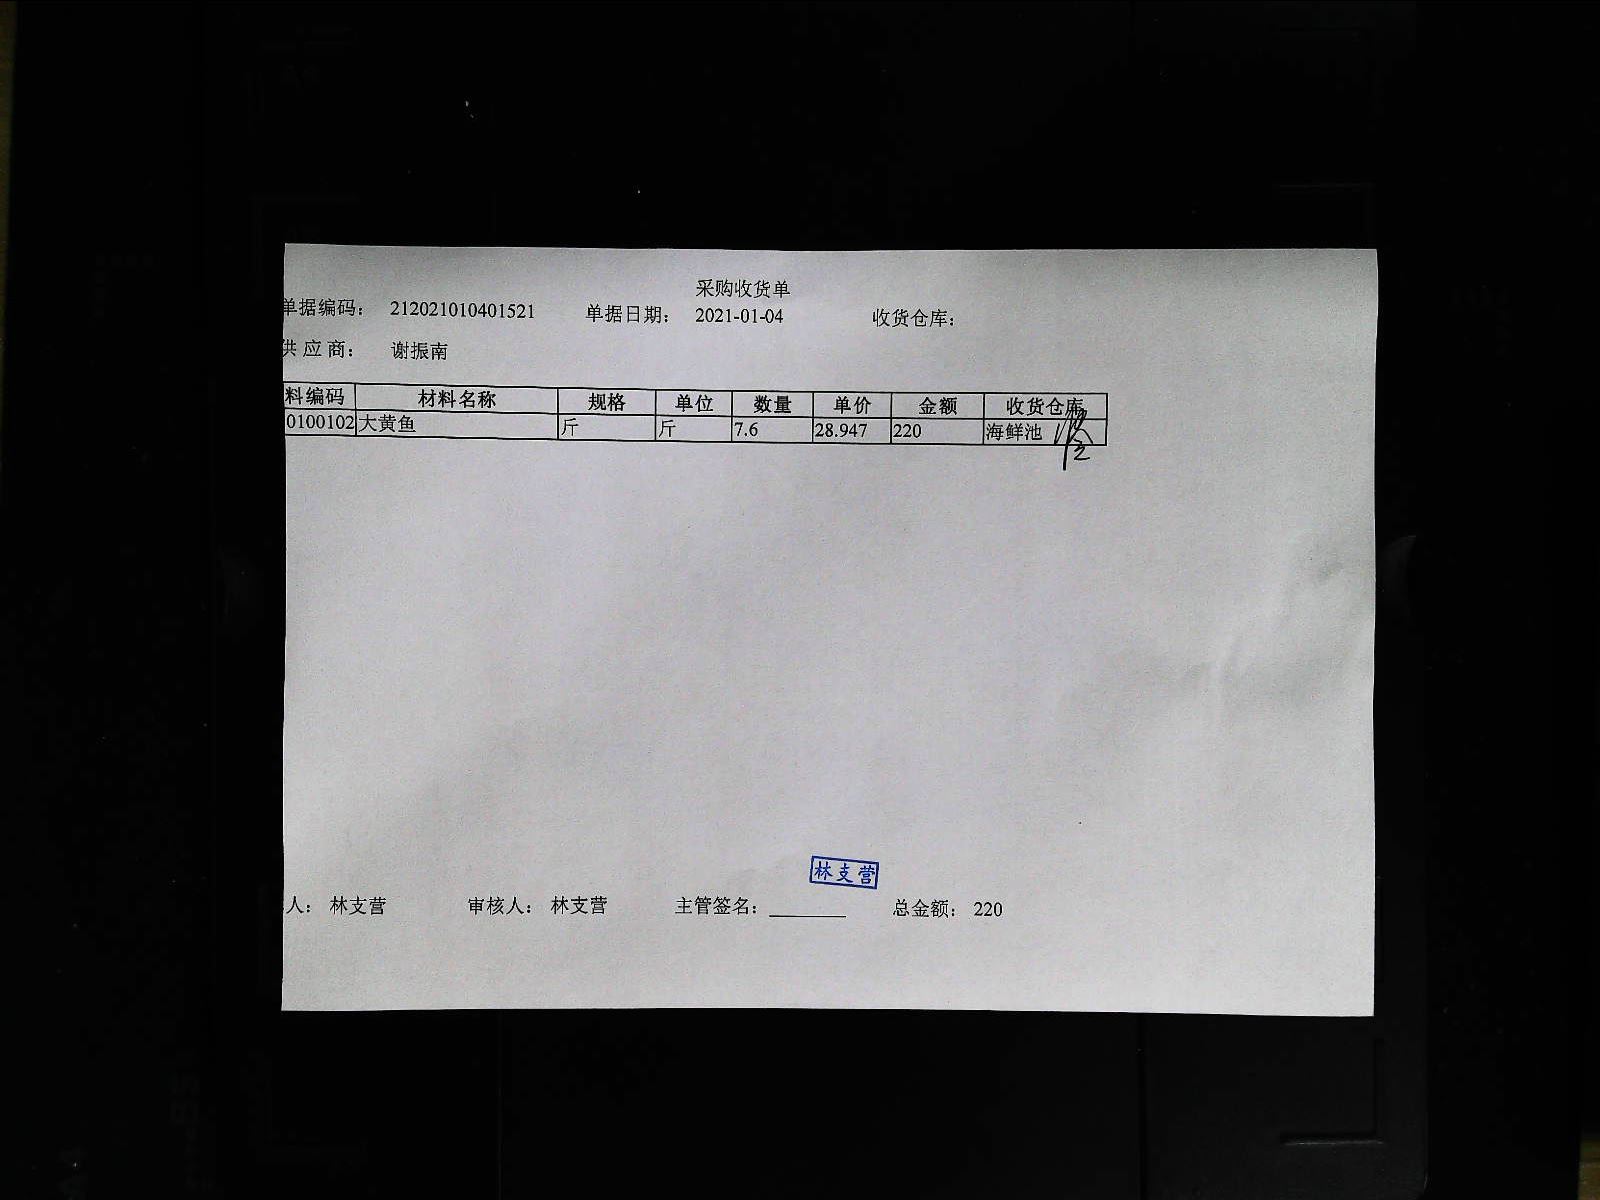 采购收货单
单据编码: 212021010401521 单据日期: 2021-01-04 收货仓库:
供应商: 谢振南
料编码 材料名称 规格 单位 数量 单价 金额 收货仓库
0100102 大黄鱼 斤 斤 7.6 28.947 220 海鲜池
林支营
人: 林支营 审核人: 林支营 主管签名: 总金额: 220